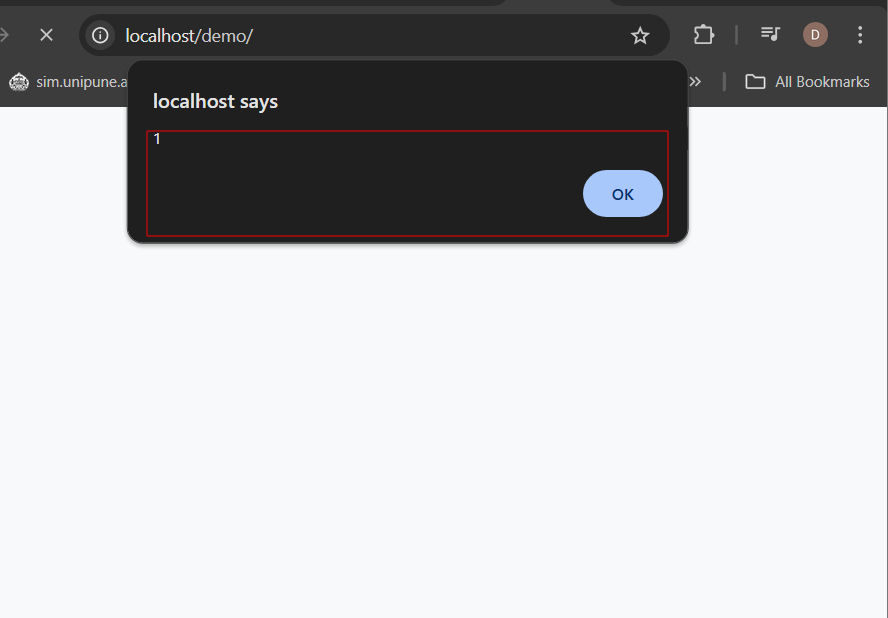 localhost/demo/
D
sim.unipune.a
All Bookmarks
localhost says
1
OK